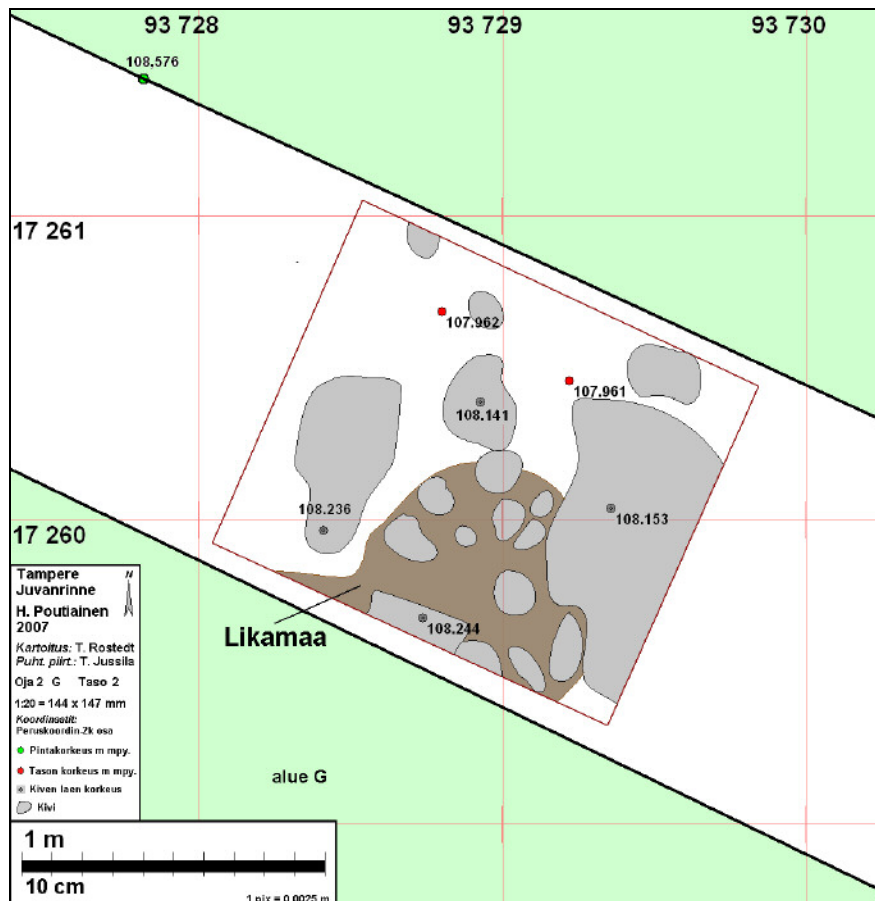 93 728
93 729
93 730
108.576
17 261
107.962
107.961
108.141
108.236
108.153
17 260
108.244
Likamaa
Tampere
Juvanrinne
N
H. Poutiainen
2007
Kartoitus: T. Rostedt
Puht. piirt.: T. Jussila
Oja 2 G Taso 2
1:20 = 144 x 147 mm
Koordinaatit:
Peruskoordin.2k osa
Pintakorkeus m mpy.
Tason korkeus m mpy.
Kiven laen korkeus
Kivi
alue G
1 m
10 cm
1 pix = 0.0025 m